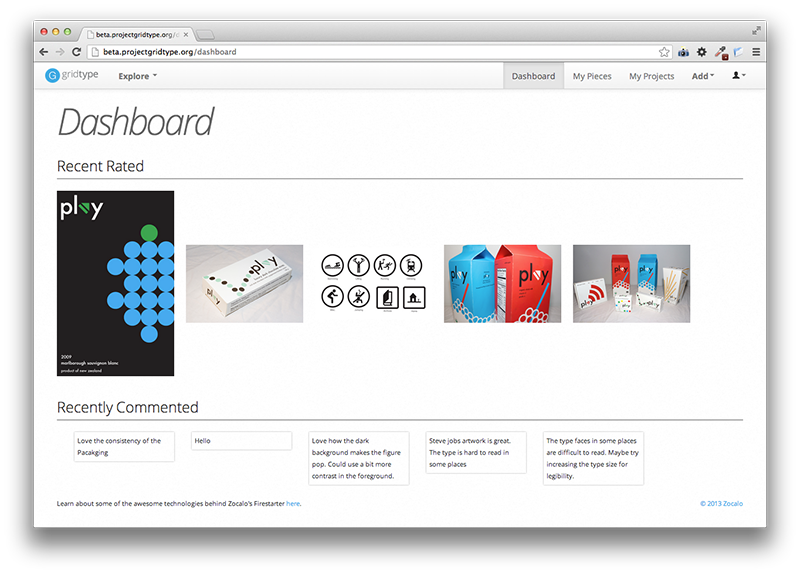 beta.projectgridtype.org/d
beta.projectgridtype.org/dashboard
G gridtype
Explore
Dashboard
My Pieces
My Projects
Add
Dashboard
Recent Rated
play
2009
marlborough sauvignon blanc
product of new zealand
play
play
play
play
play
Recently Commented
Love the consistency of the
Pacakging
Hello
Love how the dark
background makes the figure
pop. Could use a bit more
contrast in the foreground.
Steve jobs artwork is great.
The type is hard to read in
some places
The type faces in some places
are difficult to read. Maybe try
increasing the type size for
legibility.
Learn about some of the awesome technologies behind Zocalo's Firestarter here.
© 2013 Zocalo